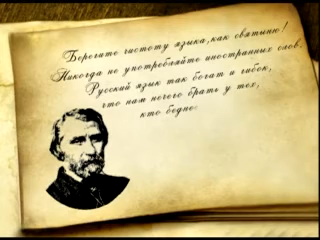 Берегите чистоту языка, как святыню!
Никогда не употребляйте иностранных слов.
Русский язык так богат и гибок,
что нам нечего брать у тех,
кто бедне